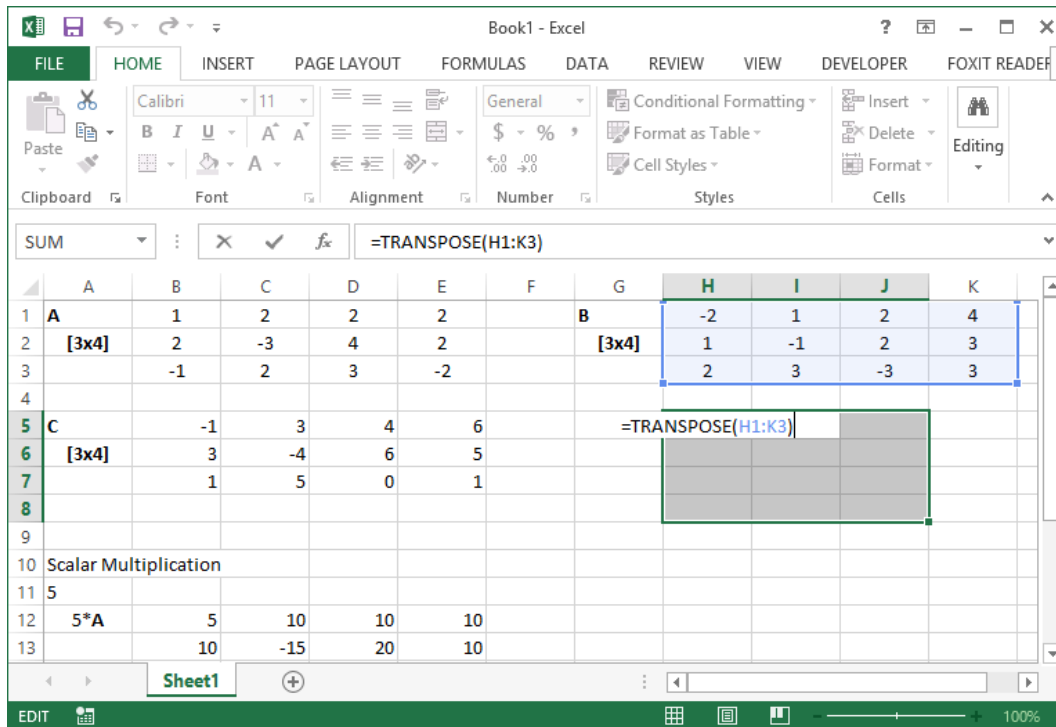 Book1 - Excel ?
FILE HOME INSERT PAGE LAYOUT FORMULAS DATA REVIEW VIEW DEVELOPER FOXIT READER
Calibri 11 General Conditional Formatting Insert
Paste B I U A A $ % , Format as Table Delete Editing
A Cell Styles Format
Clipboard Font Alignment Number Styles Cells
SUM fx =TRANSPOSE(H1:K3)
A B C D E F G H I J K
1 A 1 2 2 2 B -2 1 2 4
2 [3x4] 2 -3 4 2 [3x4] 1 -1 2 3
3 -1 2 3 -2 2 3 -3 3
4
5 C -1 3 4 6 =TRANSPOSE(H1:K3)
6 [3x4] 3 -4 6 5
7 1 5 0 1
8
9
10 Scalar Multiplication
11 5
12 5*A 5 10 10 10
13 10 -15 20 10
Sheet1
EDIT 100%